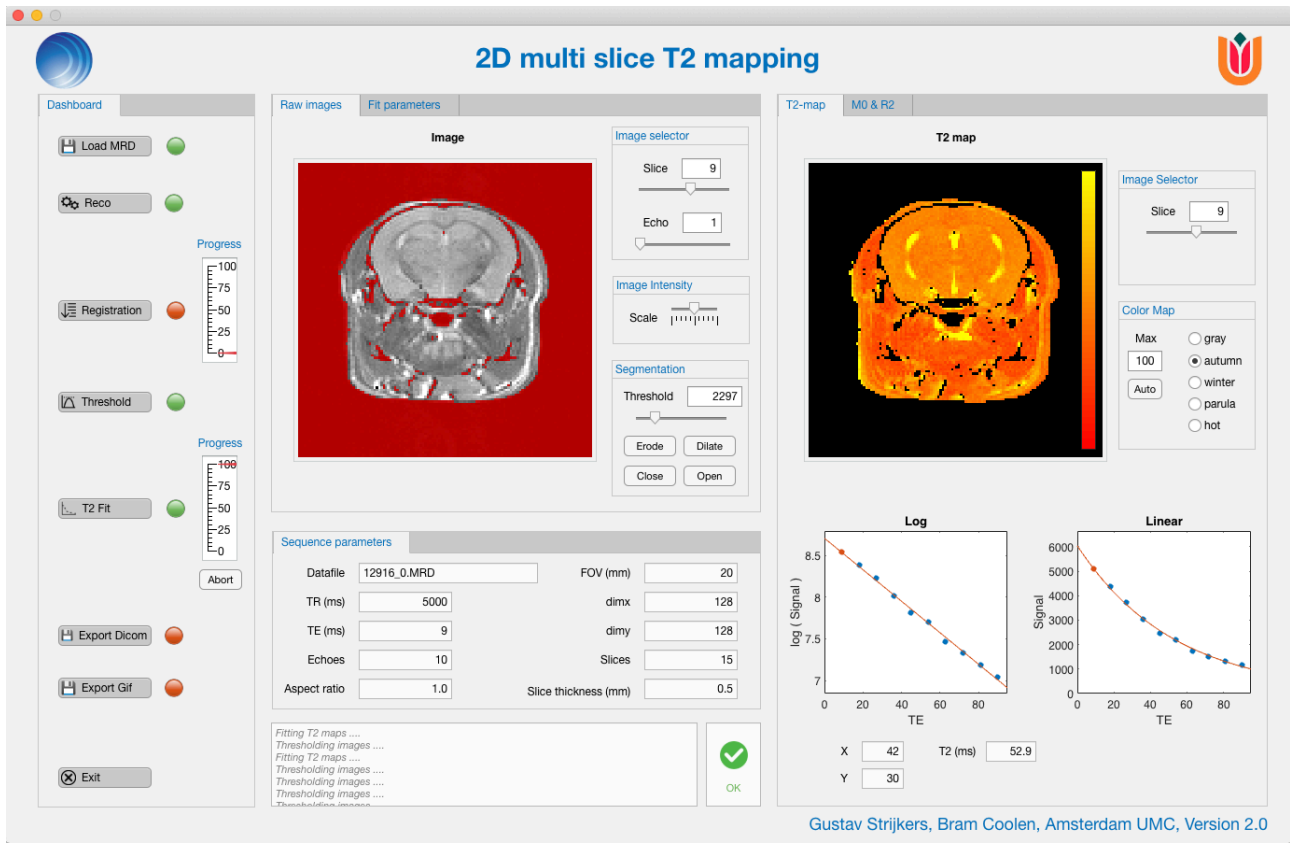 2D multi slice T2 mapping
Dashboard
Load MRD
Reco
Progress
100
75
50
25
0
Registration
Threshold
Progress
100
75
50
25
0
T2 Fit
Abort
Export Dicom
Export Gif
Exit
Raw images
Fit parameters
Image
Image selector
Slice 9
Echo 1
Image Intensity
Scale
Segmentation
Threshold 2297
Erode Dilate
Close Open
Sequence parameters
Datafile 12916_0.MRD FOV (mm) 20
TR (ms) 5000 dimx 128
TE (ms) 9 dimy 128
Echoes 10 Slices 15
Aspect ratio 1.0 Slice thickness (mm) 0.5
Fitting T2 maps ....
Thresholding images ....
Fitting T2 maps ....
Thresholding images ....
Thresholding images ....
Thresholding images ....
Thresholding images ....
OK
T2-map
M0 & R2
T2 map
Image Selector
Slice 9
Color Map
Max gray
100 autumn
Auto winter
parula
hot
Log
log ( Signal )
8.5
8
7.5
7
0 20 40 60 80
TE
Linear
Signal
6000
5000
4000
3000
2000
1000
0
0 20 40 60 80
TE
X 42 T2 (ms) 52.9
Y 30
Gustav Strijkers, Bram Coolen, Amsterdam UMC, Version 2.0